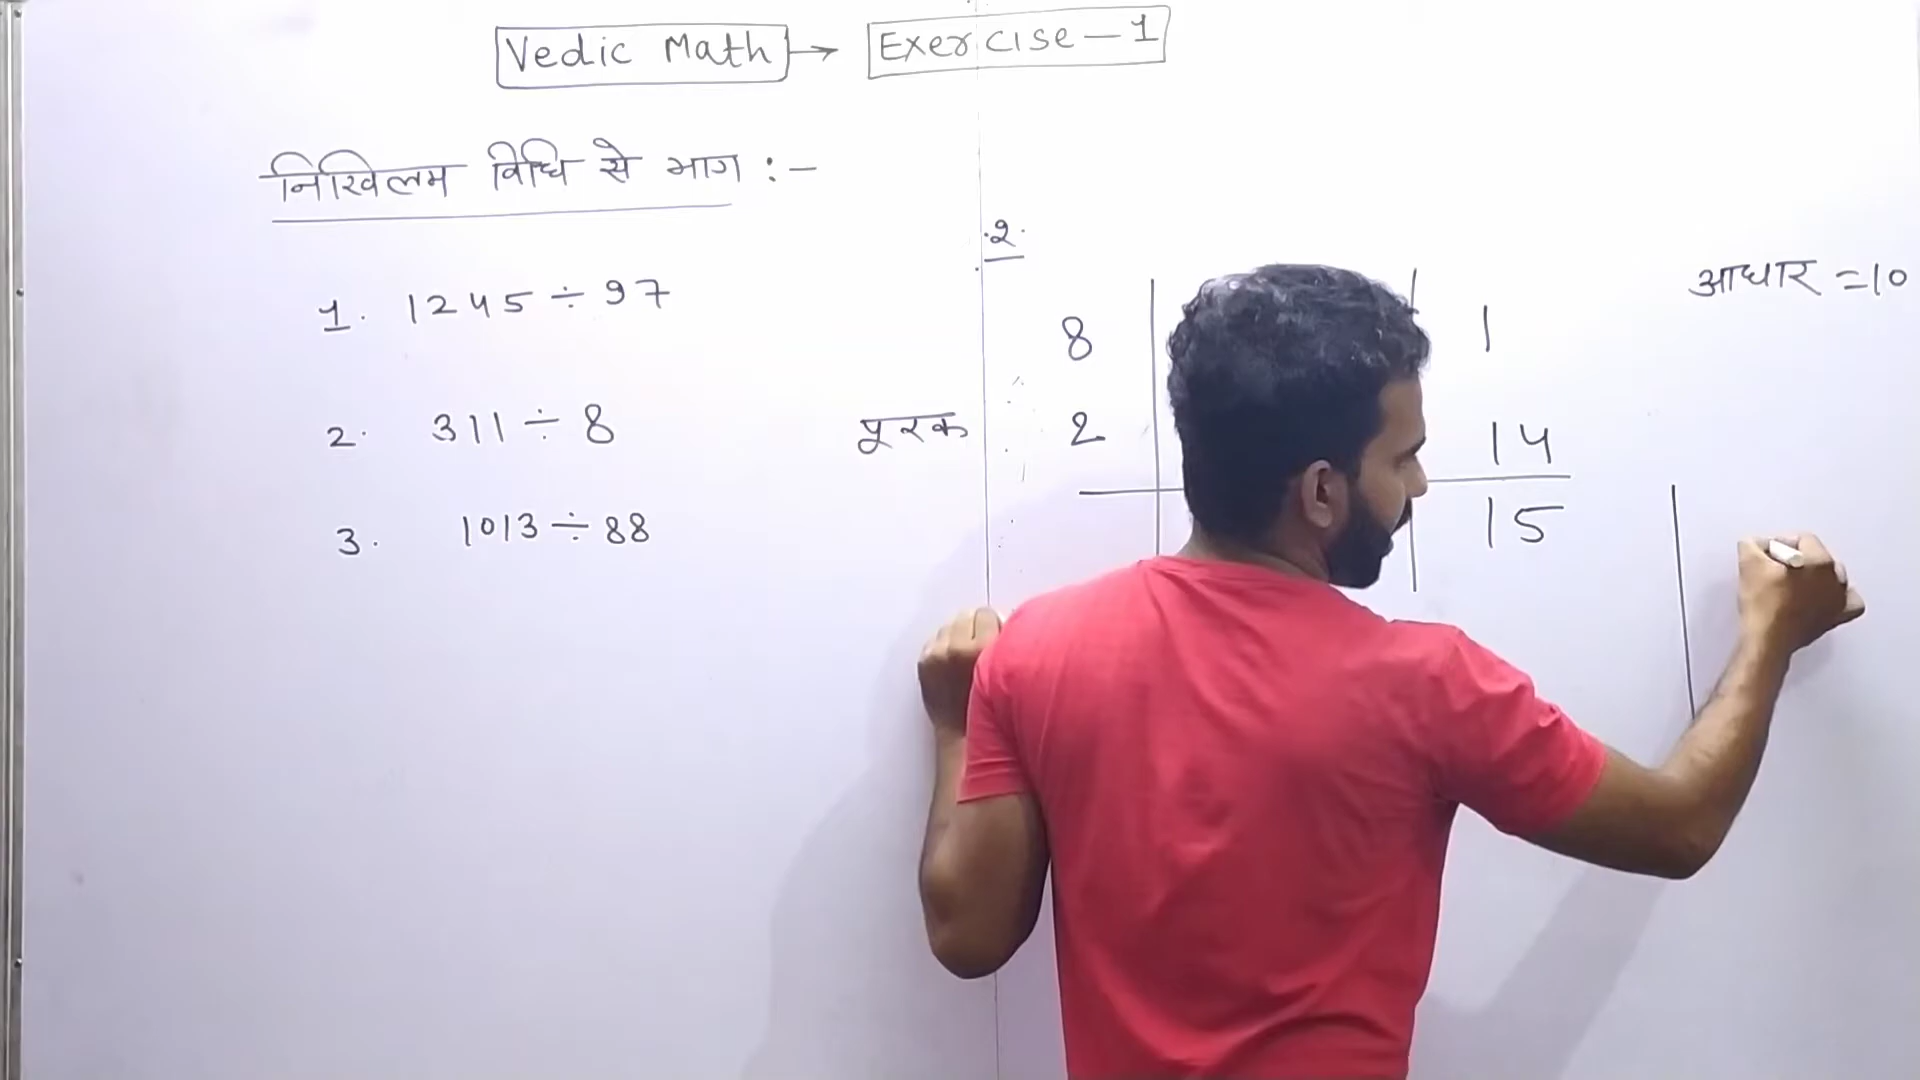 Vedic Math → Exercise-1
निखिलम विधि से भाग :-
1. 1245 ÷ 97
2. 311 ÷ 8
3. 1013 ÷ 88
.2.
आधार = 10
8 | | 1
पूरक 2 | 14
15